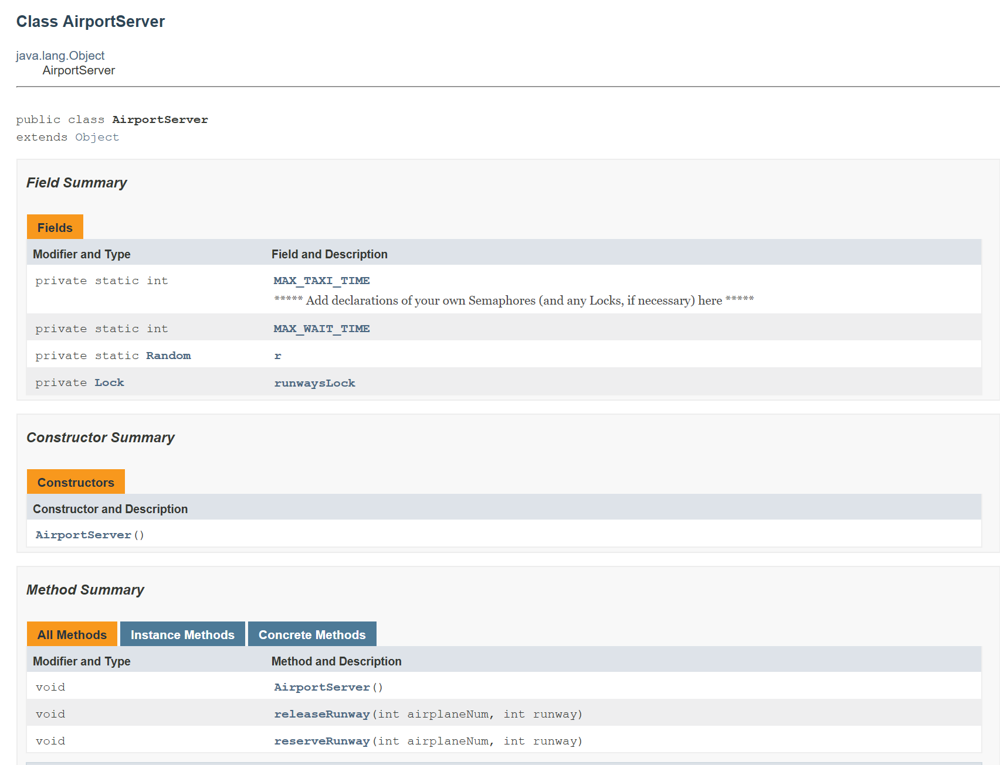 Class AirportServer
java.lang.Object
AirportServer
public class AirportServer
extends Object
Field Summary
Fields
Modifier and Type Field and Description
private static int MAX_TAXI_TIME
***** Add declarations of your own Semaphores (and any Locks, if necessary) here *****
private static int MAX_WAIT_TIME
private static Random r
private Lock runwaysLock
Constructor Summary
Constructors
Constructor and Description
AirportServer()
Method Summary
All Methods Instance Methods Concrete Methods
Modifier and Type Method and Description
void AirportServer()
void releaseRunway(int airplaneNum, int runway)
void reserveRunway(int airplaneNum, int runway)